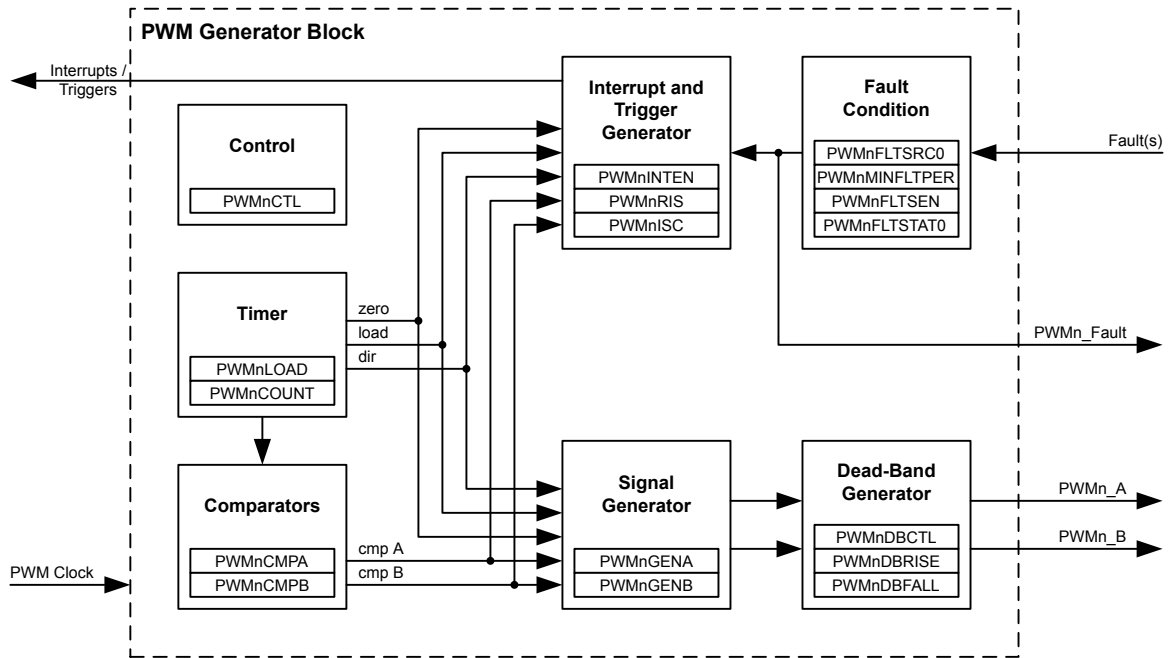 PWM Generator Block
Interrupts /
Triggers
Control
PWMnCTL
Interrupt and
Trigger
Generator
PWMnINTEN
PWMnRIS
PWMnISC
Fault
Condition
PWMnFLTSRC0
PWMnMINFLTPER
PWMnFLTSEN
PWMnFLTSTAT0
Fault(s)
Timer
PWMnLOAD
PWMnCOUNT
zero
load
dir
PWMn_Fault
Comparators
PWMnCMPA
PWMnCMPB
cmp A
cmp B
PWM Clock
Signal
Generator
PWMnGENA
PWMnGENB
Dead-Band
Generator
PWMnDBCTL
PWMnDBRISE
PWMnDBFALL
PWMn_A
PWMn_B